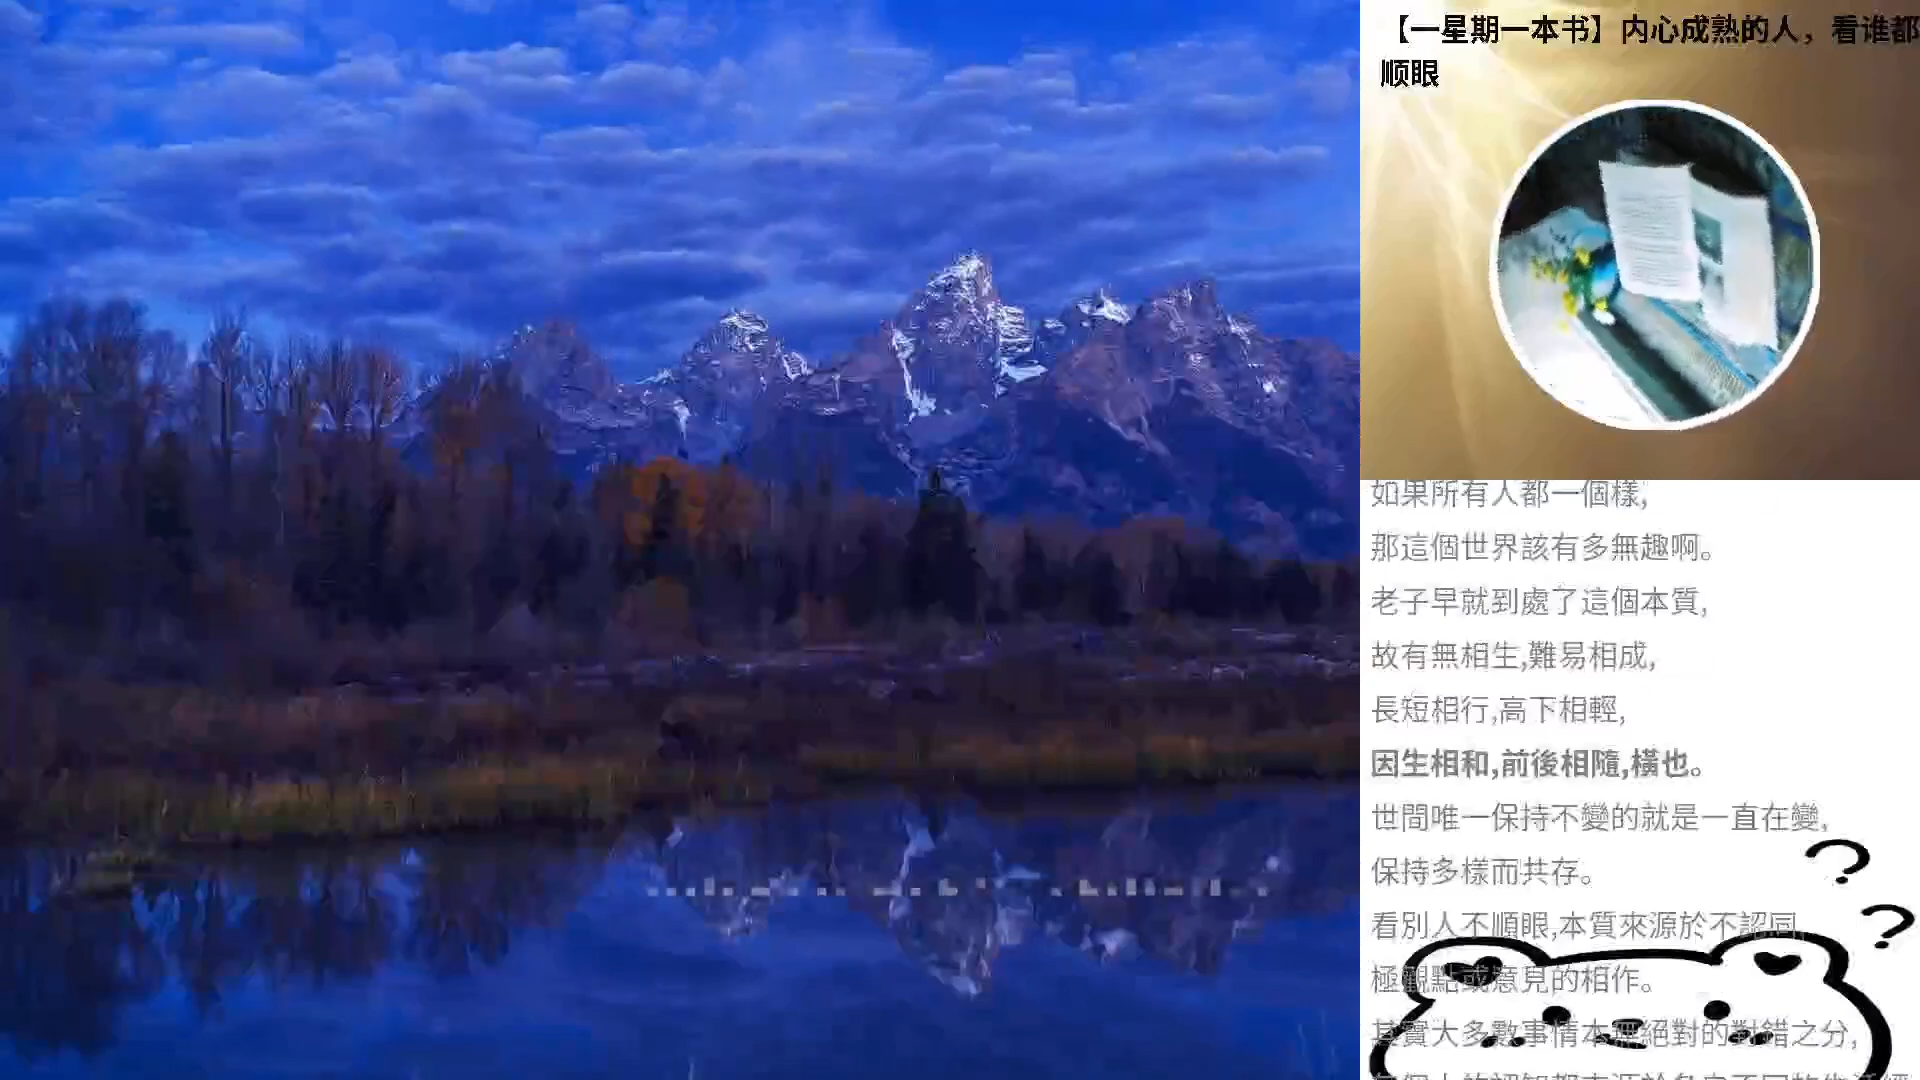 【一星期一本书】内心成熟的人，看谁都
顺眼
如果所有人都一個樣,
那這個世界該有多無趣啊。
老子早就到處了這個本質,
故有無相生,難易相成,
長短相行,高下相輕,
因生相和,前後相隨,橫也。
世間唯一保持不變的就是一直在變,
保持多樣而共存。
看別人不順眼,本質來源於不認同,
極觀點或意見的相作。
其實大多數事情本無絕對的對錯之分,